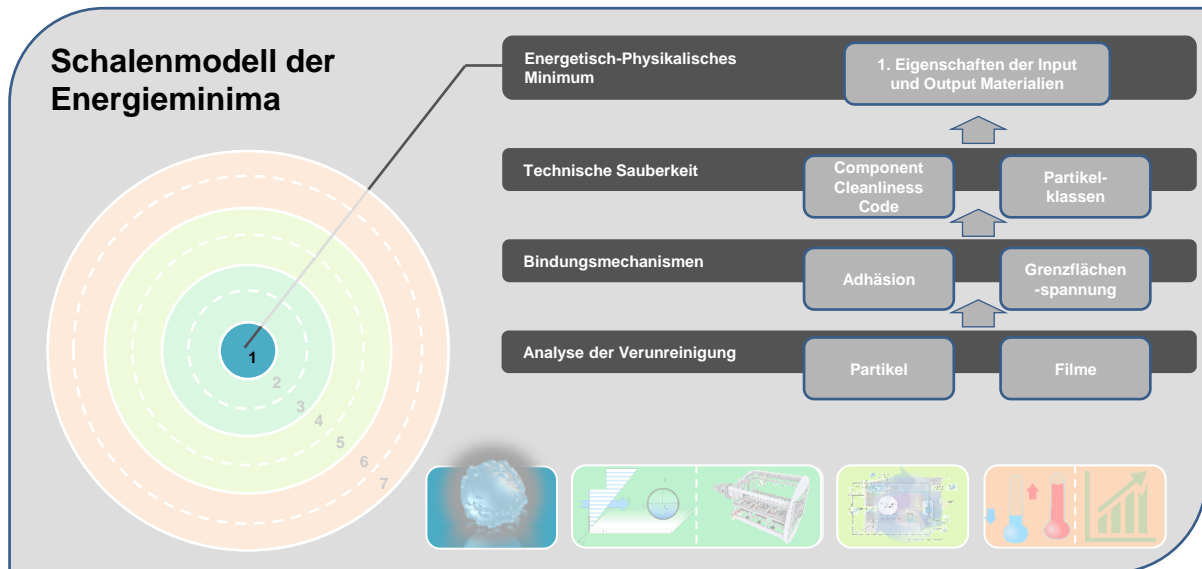 Schalenmodell der
Energieminima
Energetisch-Physikalisches
Minimum
1. Eigenschaften der Input
und Output Materialien
Technische Sauberkeit
Component
Cleanliness
Code
Partikel-
klassen
Bindungsmechanismen
Adhäsion
Grenzflächen
-spannung
Analyse der Verunreinigung
Partikel
Filme
1
2
3
4
5
6
7